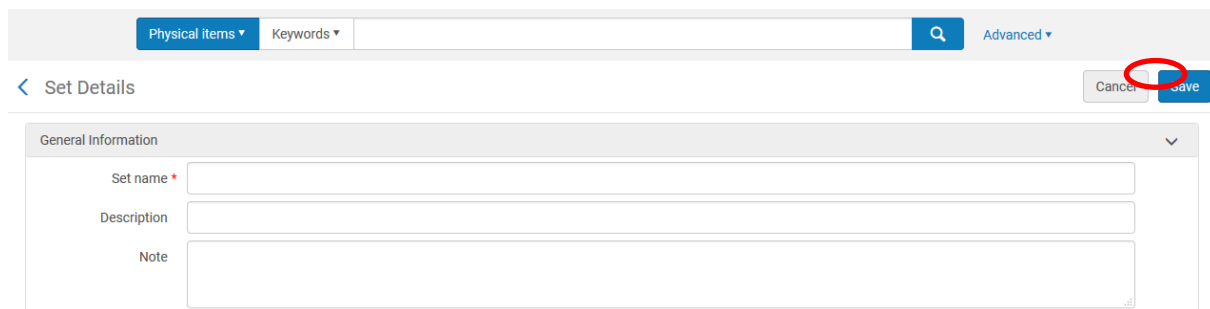 Physical items ▾ Keywords ▾ Advanced ▾
Set Details Cancel Save
General Information
Set name *
Description
Note